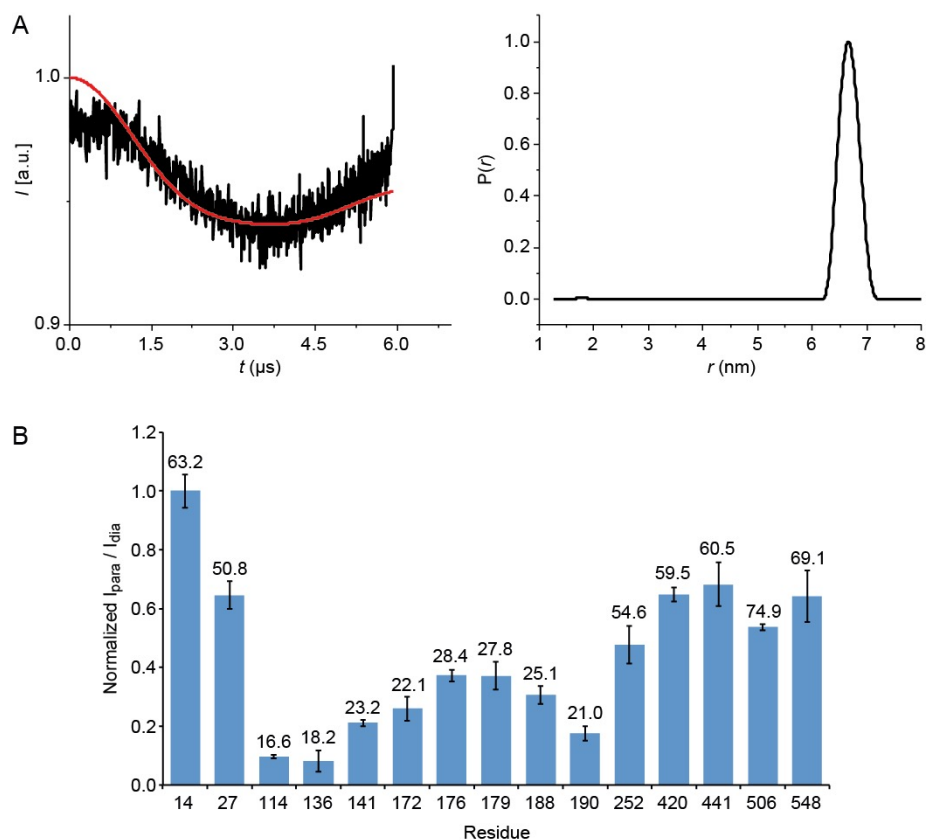 A
I [a.u.]
1.0
0.9
0.0 1.5 3.0 4.5 6.0
t (µs)
P(r)
1.0
0.8
0.6
0.4
0.2
0.0
1 2 3 4 5 6 7 8
r (nm)
B
Normalized Ipara / Idia
1.2
1.0
0.8
0.6
0.4
0.2
0.0
63.2
50.8
16.6
18.2
23.2
22.1
28.4
27.8
25.1
21.0
54.6
59.5
60.5
74.9
69.1
14 27 114 136 141 172 176 179 188 190 252 420 441 506 548
Residue